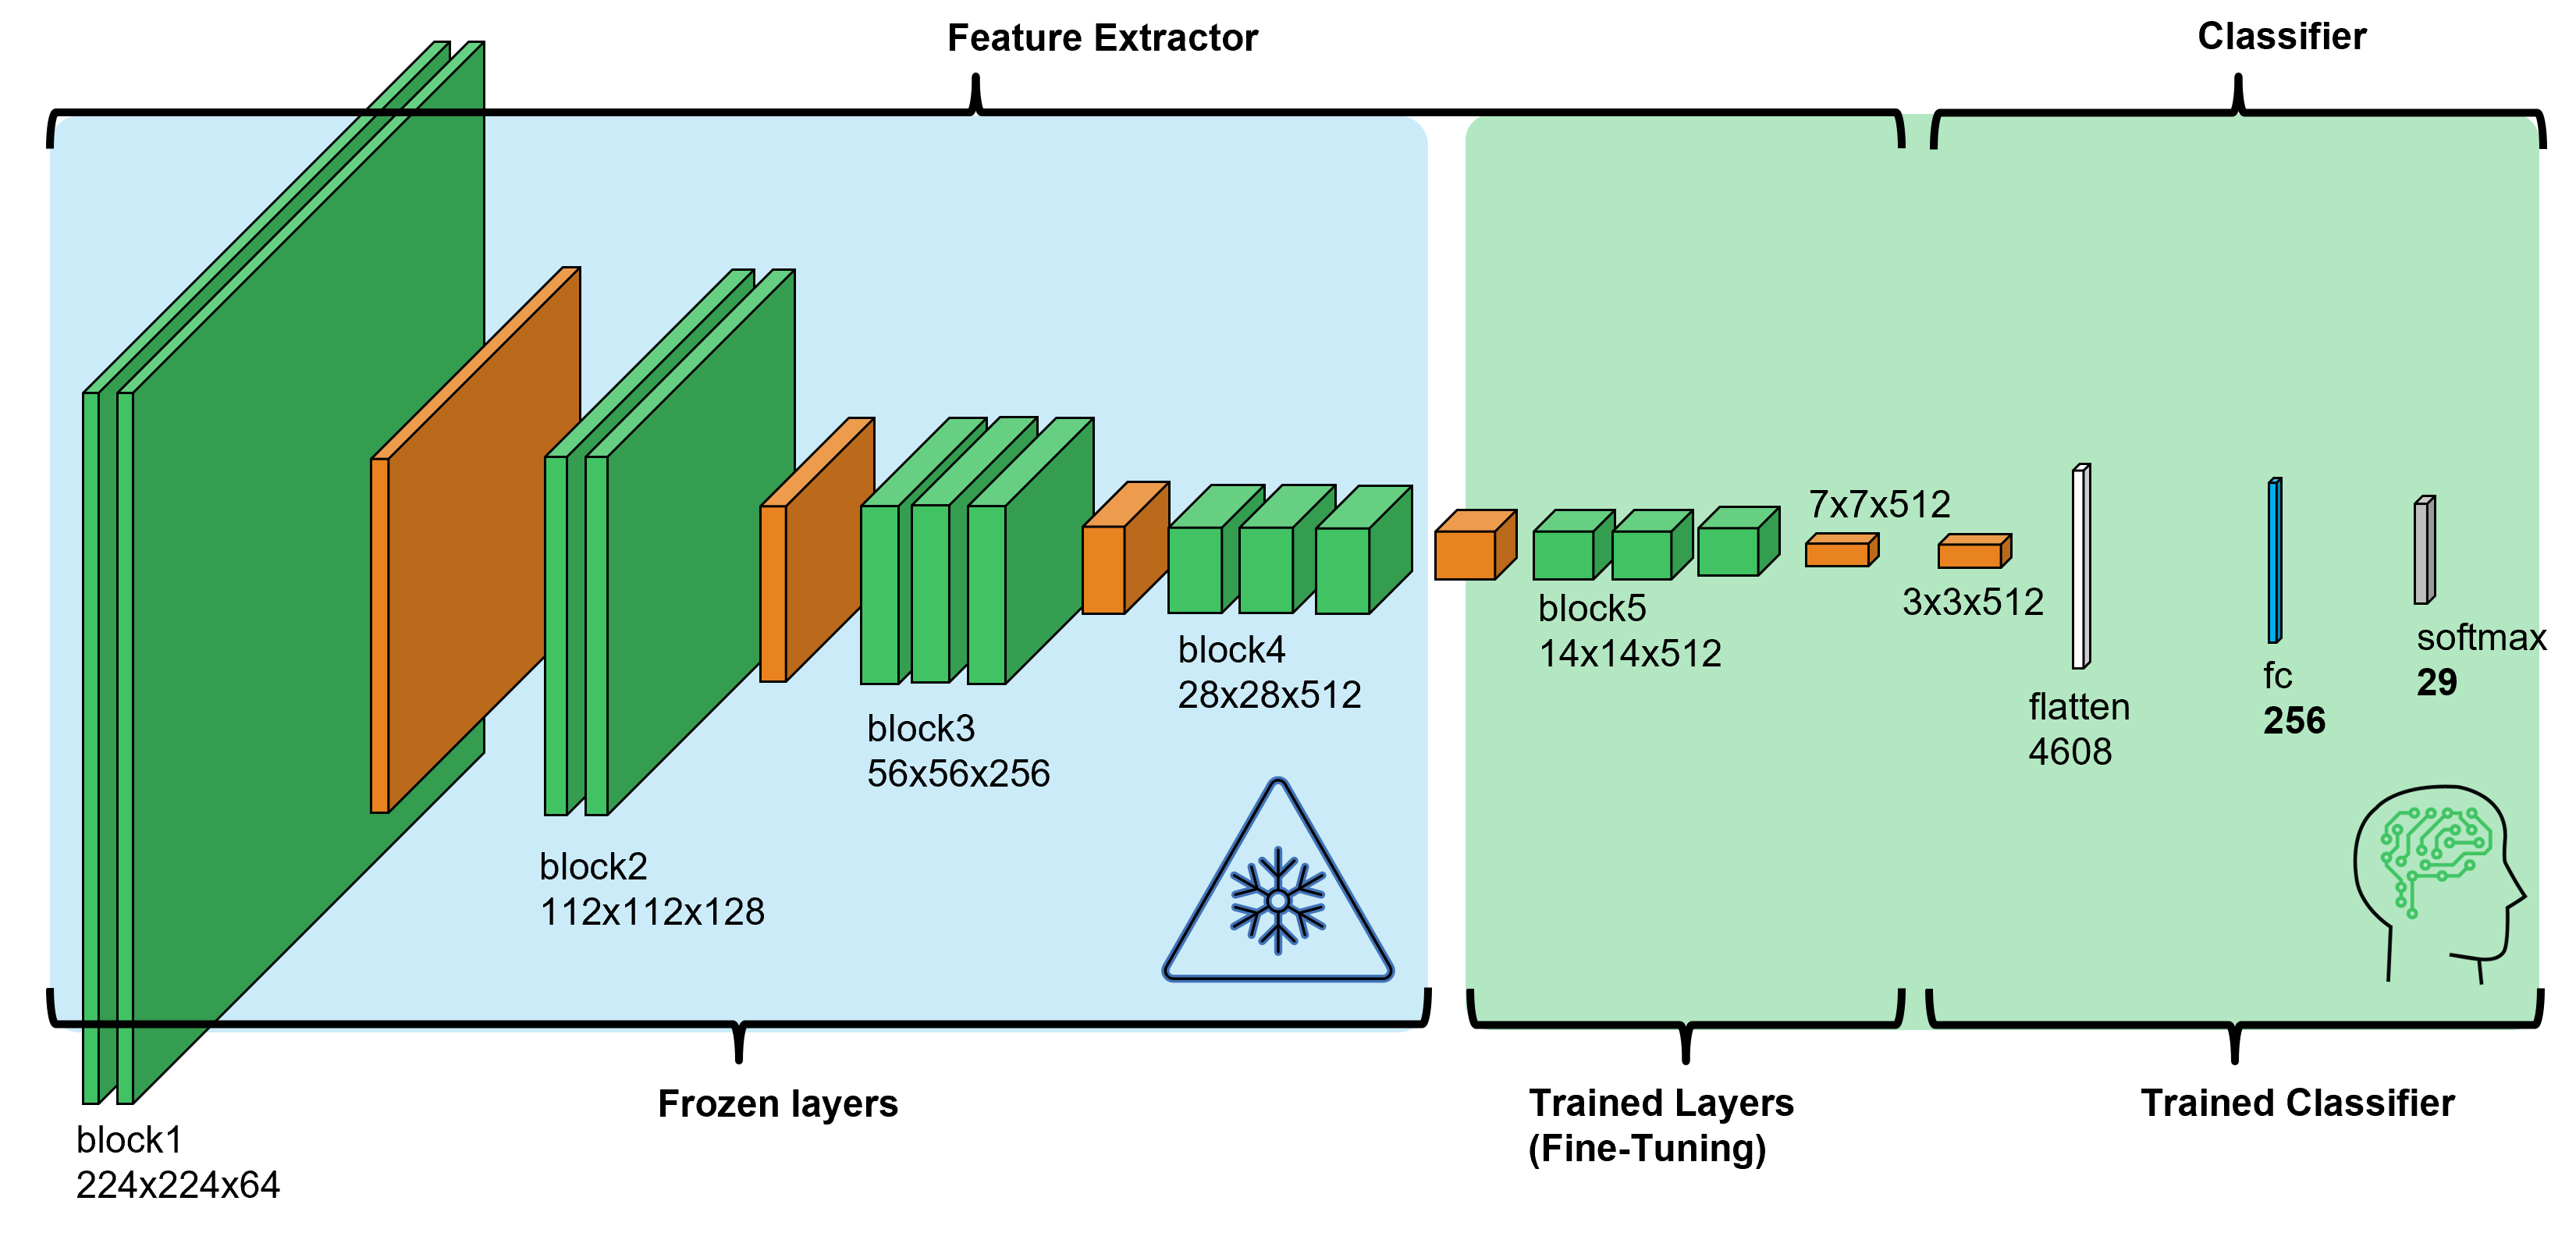 Feature Extractor
Classifier
7x7x512
3x3x512
block5
14x14x512
block4
28x28x512
softmax
29
fc
256
flatten
4608
block3
56x56x256
block2
112x112x128
Frozen layers
Trained Layers
(Fine-Tuning)
Trained Classifier
block1
224x224x64